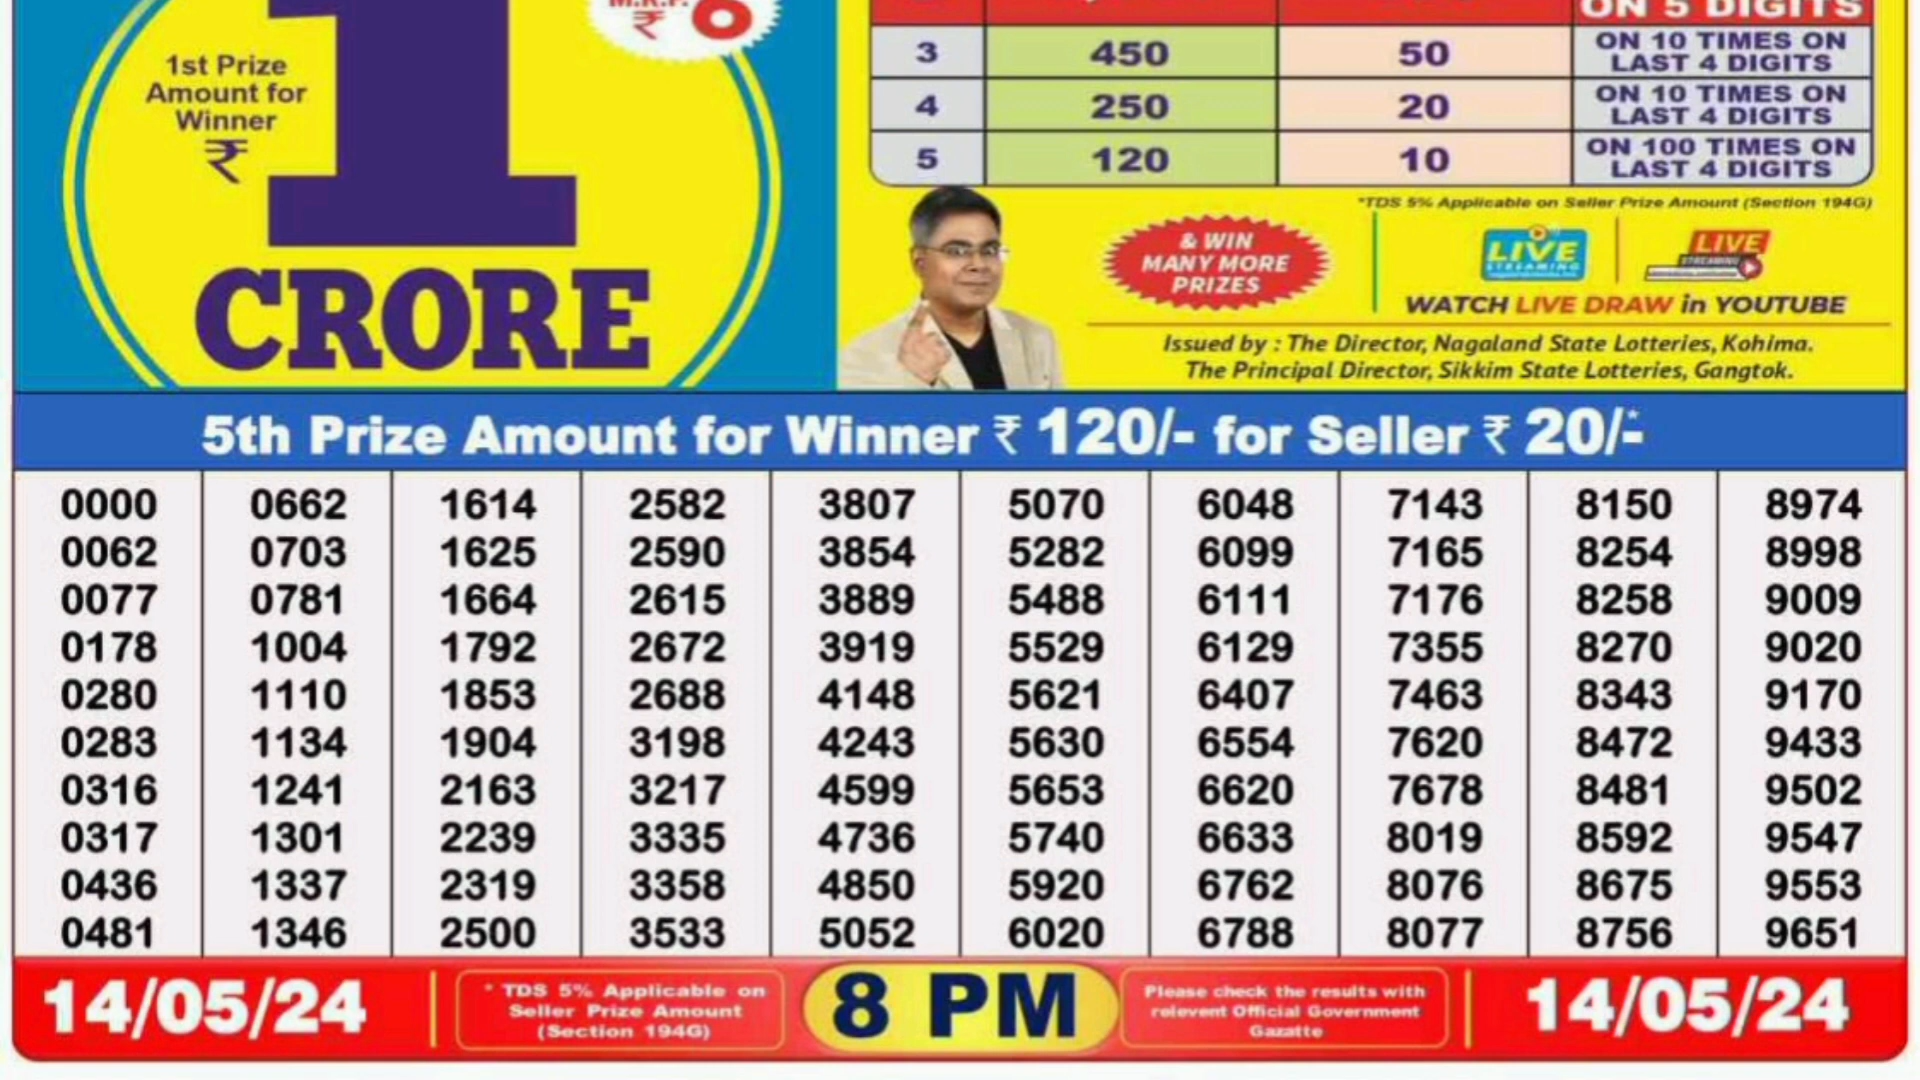 1
M.R.P.
₹ 6
1st Prize
Amount for
Winner
₹
CRORE
ON 5 DIGITS
3 450 50 ON 10 TIMES ON LAST 4 DIGITS
4 250 20 ON 10 TIMES ON LAST 4 DIGITS
5 120 10 ON 100 TIMES ON LAST 4 DIGITS
*TDS 5% Applicable on Seller Prize Amount (Section 194G)
& WIN
MANY MORE
PRIZES
LIVE
STREAMING
LIVE
STREAMING
WATCH LIVE DRAW in YOUTUBE
Issued by : The Director, Nagaland State Lotteries, Kohima.
The Principal Director, Sikkim State Lotteries, Gangtok.
5th Prize Amount for Winner ₹ 120/- for Seller ₹ 20/-*
0000 0662 1614 2582 3807 5070 6048 7143 8150 8974
0062 0703 1625 2590 3854 5282 6099 7165 8254 8998
0077 0781 1664 2615 3889 5488 6111 7176 8258 9009
0178 1004 1792 2672 3919 5529 6129 7355 8270 9020
0280 1110 1853 2688 4148 5621 6407 7463 8343 9170
0283 1134 1904 3198 4243 5630 6554 7620 8472 9433
0316 1241 2163 3217 4599 5653 6620 7678 8481 9502
0317 1301 2239 3335 4736 5740 6633 8019 8592 9547
0436 1337 2319 3358 4850 5920 6762 8076 8675 9553
0481 1346 2500 3533 5052 6020 6788 8077 8756 9651
14/05/24
* TDS 5% Applicable on
Seller Prize Amount
(Section 194G)
8 PM
Please check the results with
relevent Official Government
Gazatte
14/05/24